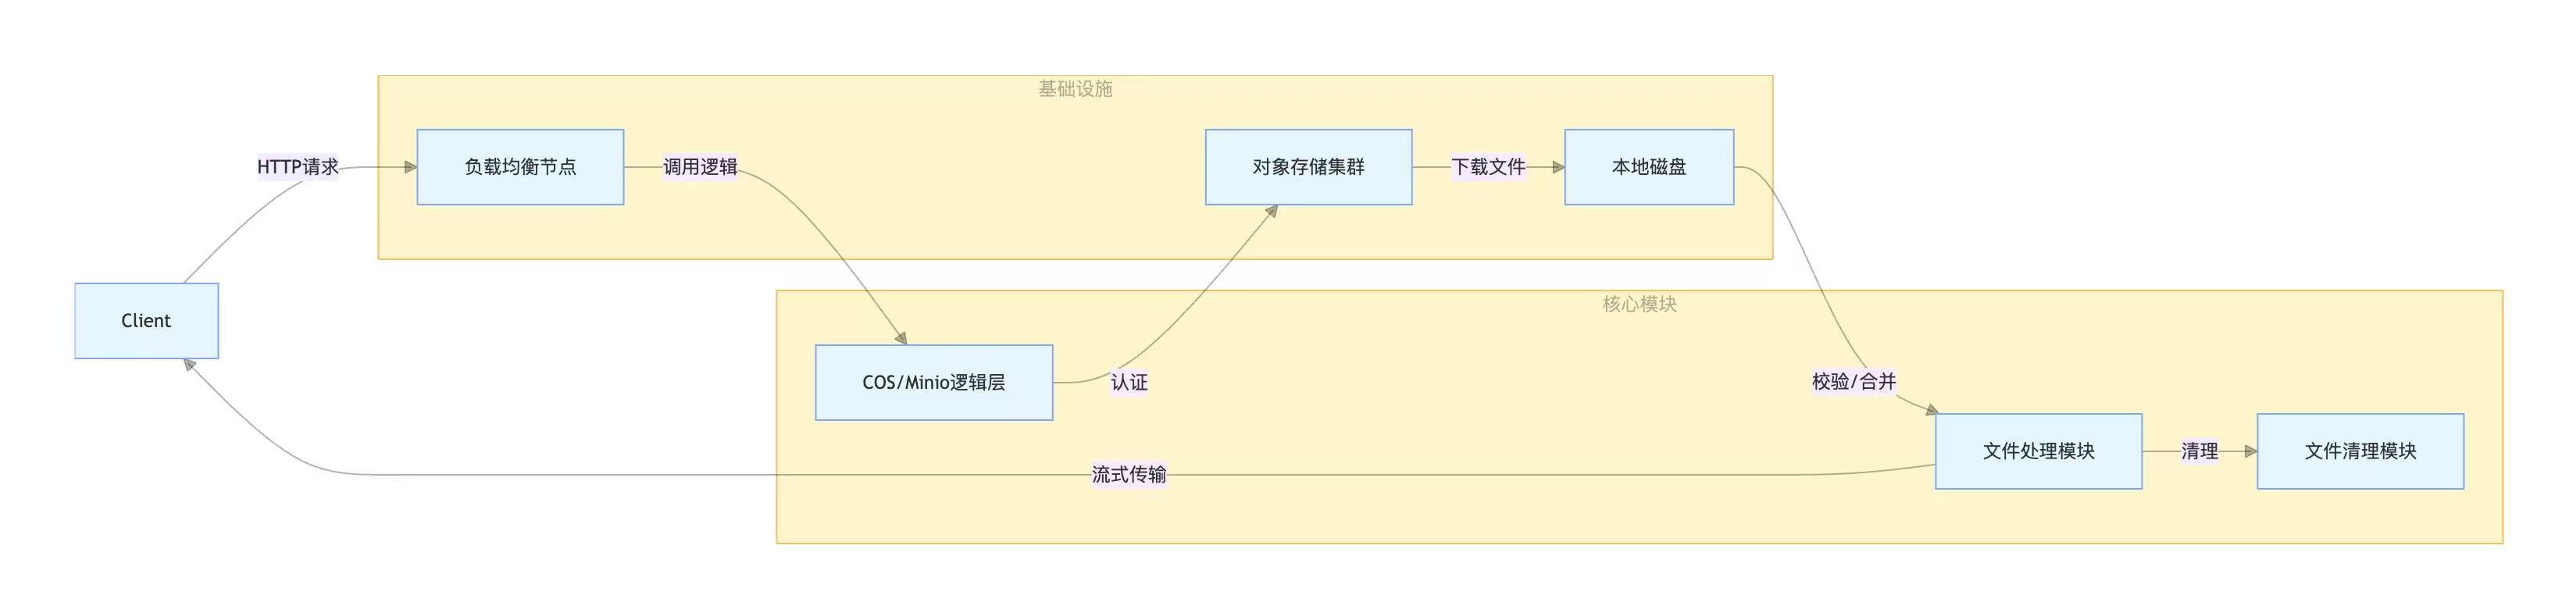 基础设施
HTTP请求
负载均衡节点
调用逻辑
对象存储集群
下载文件
本地磁盘
Client
核心模块
COS/Minio逻辑层
认证
校验/合并
文件处理模块
清理
文件清理模块
流式传输